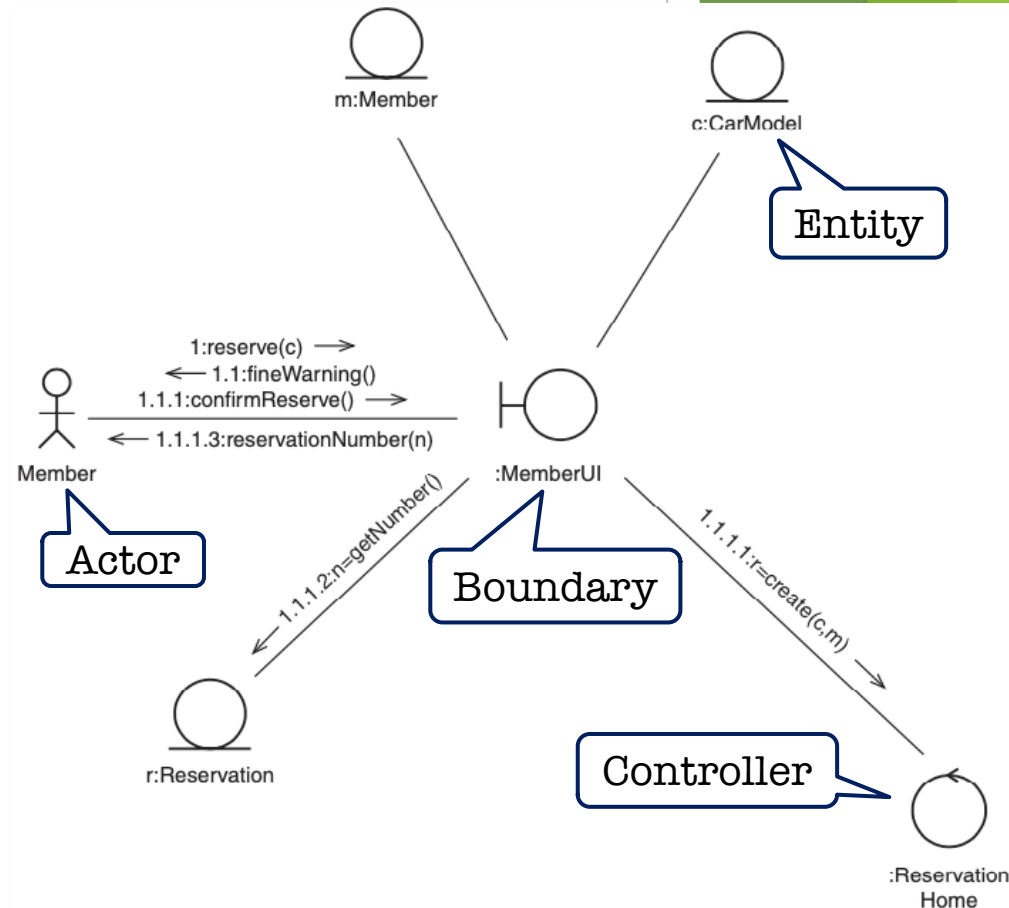 m:Member
c:CarModel
Entity
1:reserve(c)
1.1:fineWarning()
1.1.1:confirmReserve()
1.1.1.3:reservationNumber(n)
Member
:MemberUI
Actor
Boundary
1.1.1.2:n=getNumber()
1.1.1.1:r=create(c,m)
r:Reservation
Controller
:Reservation
Home